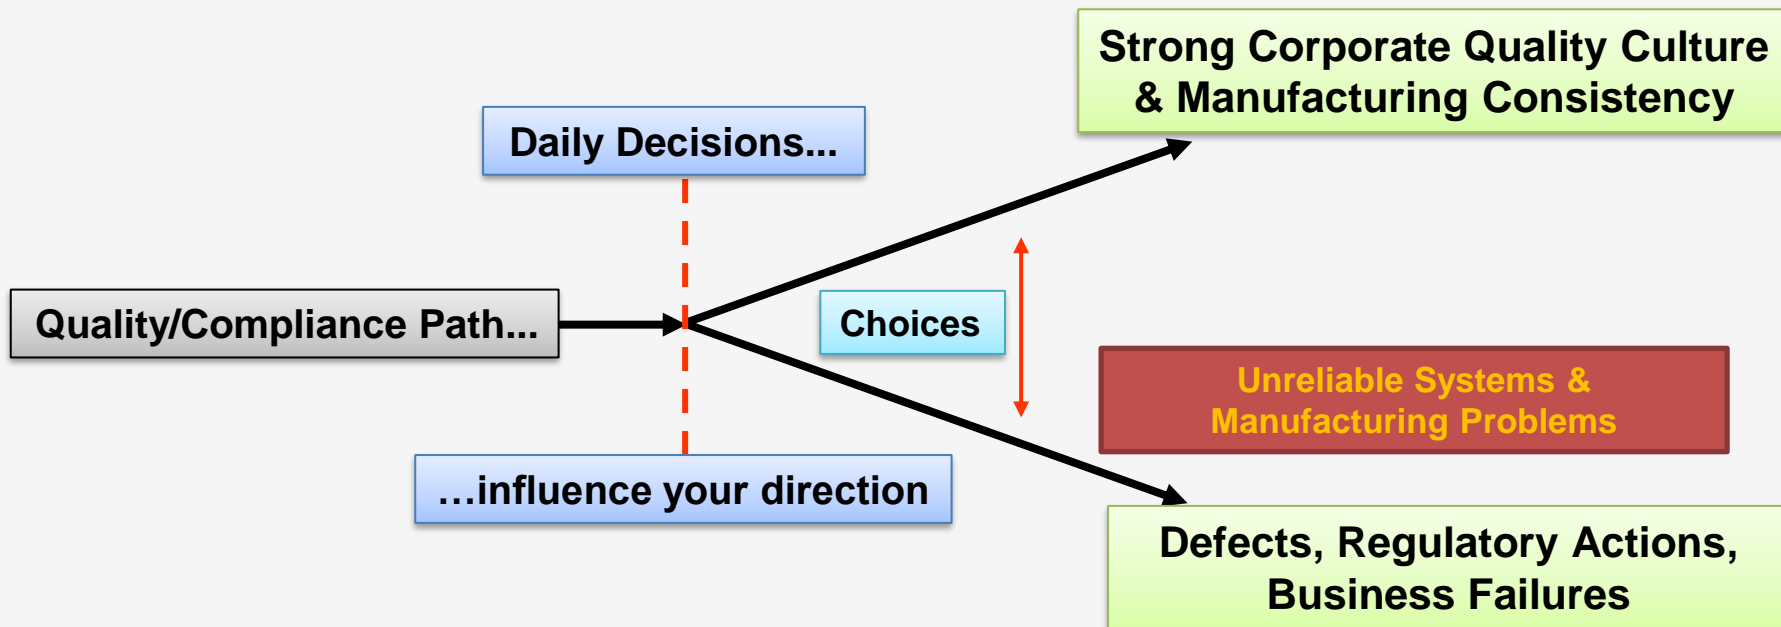 Strong Corporate Quality Culture
& Manufacturing Consistency
Daily Decisions...
Quality/Compliance Path...
Choices
Unreliable Systems &
Manufacturing Problems
…influence your direction
Defects, Regulatory Actions,
Business Failures